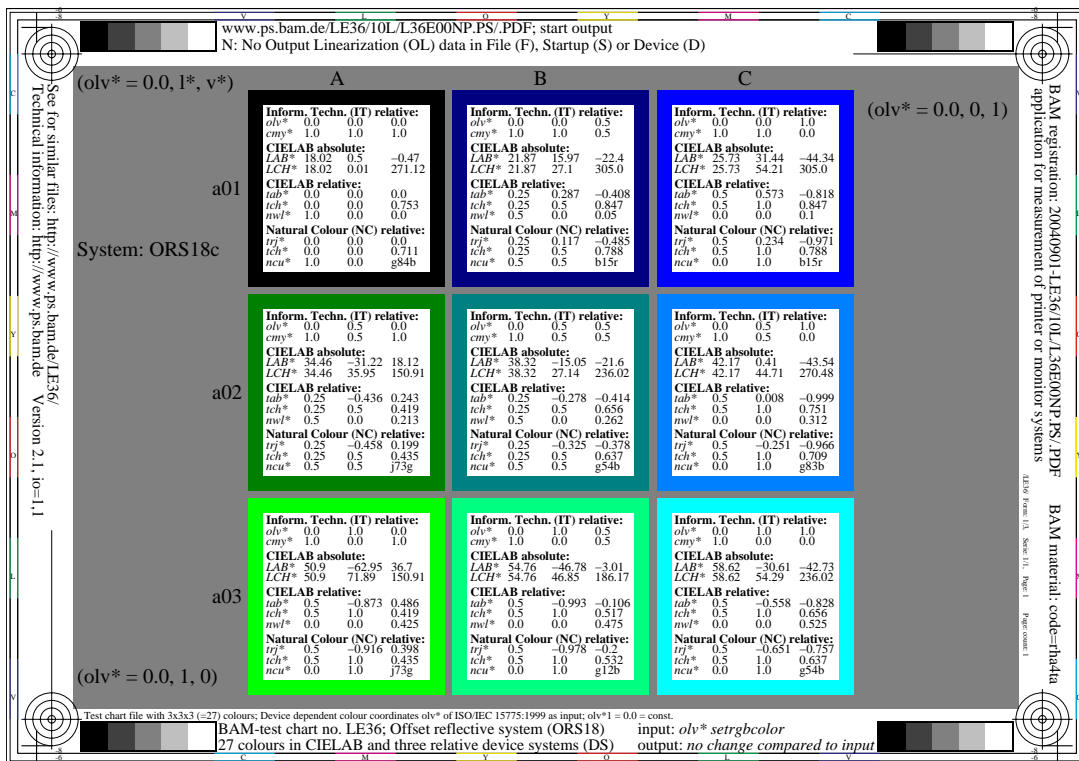 www.ps.bam.de/LE36/10L/L36E00NP.PS/.PDF; start output
N: No Output Linearization (OL) data in File (F), Startup (S) or Device (D)
See for similar files: http://www.ps.bam.de/LE36/
Technical information: http://www.ps.bam.de Version 2.1, io=1,1
(olv* = 0.0, l*, v*)
A
B
C
(olv* = 0.0, 0, 1)
a01
System: ORS18c
Inform. Techn. (IT) relative:
olv* 0.0 0.0 0.0
cmy* 1.0 1.0 1.0
CIELAB absolute:
LAB* 18.02 0.5 −0.47
LCH* 18.02 0.01 271.12
CIELAB relative:
tab* 0.0 0.0 0.0
tch* 0.0 0.0 0.753
nwl* 1.0 0.0 0.0
Natural Colour (NC) relative:
trj* 0.0 0.0 0.0
tch* 0.0 0.0 0.711
ncu* 1.0 0.0 g84b
Inform. Techn. (IT) relative:
olv* 0.0 0.0 0.5
cmy* 1.0 1.0 0.5
CIELAB absolute:
LAB* 21.87 15.97 −22.4
LCH* 21.87 27.1 305.0
CIELAB relative:
tab* 0.25 0.287 −0.408
tch* 0.25 0.5 0.847
nwl* 0.5 0.0 0.05
Natural Colour (NC) relative:
trj* 0.25 0.117 −0.485
tch* 0.25 0.5 0.788
ncu* 0.5 0.5 b15r
Inform. Techn. (IT) relative:
olv* 0.0 0.0 1.0
cmy* 1.0 1.0 0.0
CIELAB absolute:
LAB* 25.73 31.44 −44.34
LCH* 25.73 54.21 305.0
CIELAB relative:
tab* 0.5 0.573 −0.818
tch* 0.5 1.0 0.847
nwl* 0.0 0.0 0.1
Natural Colour (NC) relative:
trj* 0.5 0.234 −0.971
tch* 0.5 1.0 0.788
ncu* 0.0 1.0 b15r
a02
Inform. Techn. (IT) relative:
olv* 0.0 0.5 0.0
cmy* 1.0 0.5 1.0
CIELAB absolute:
LAB* 34.46 −31.22 18.12
LCH* 34.46 35.95 150.91
CIELAB relative:
tab* 0.25 −0.436 0.243
tch* 0.25 0.5 0.419
nwl* 0.5 0.0 0.213
Natural Colour (NC) relative:
trj* 0.25 −0.458 0.199
tch* 0.25 0.5 0.435
ncu* 0.5 0.5 j73g
Inform. Techn. (IT) relative:
olv* 0.0 0.5 0.5
cmy* 1.0 0.5 0.5
CIELAB absolute:
LAB* 38.32 −15.05 −21.6
LCH* 38.32 27.14 236.02
CIELAB relative:
tab* 0.25 −0.278 −0.414
tch* 0.25 0.5 0.656
nwl* 0.5 0.0 0.262
Natural Colour (NC) relative:
trj* 0.25 −0.325 −0.378
tch* 0.25 0.5 0.637
ncu* 0.5 0.5 g54b
Inform. Techn. (IT) relative:
olv* 0.0 0.5 1.0
cmy* 1.0 0.5 0.0
CIELAB absolute:
LAB* 42.17 0.41 −43.54
LCH* 42.17 44.71 270.48
CIELAB relative:
tab* 0.5 0.008 −0.999
tch* 0.5 1.0 0.751
nwl* 0.0 0.0 0.312
Natural Colour (NC) relative:
trj* 0.5 −0.251 −0.966
tch* 0.5 1.0 0.709
ncu* 0.0 1.0 g83b
a03
Inform. Techn. (IT) relative:
olv* 0.0 1.0 0.0
cmy* 1.0 0.0 1.0
CIELAB absolute:
LAB* 50.9 −62.95 36.7
LCH* 50.9 71.89 150.91
CIELAB relative:
tab* 0.5 −0.873 0.486
tch* 0.5 1.0 0.419
nwl* 0.0 0.0 0.425
Natural Colour (NC) relative:
trj* 0.5 −0.916 0.398
tch* 0.5 1.0 0.435
ncu* 0.0 1.0 j73g
Inform. Techn. (IT) relative:
olv* 0.0 1.0 0.5
cmy* 1.0 0.0 0.5
CIELAB absolute:
LAB* 54.76 −46.78 −3.01
LCH* 54.76 46.85 186.17
CIELAB relative:
tab* 0.5 −0.993 −0.106
tch* 0.5 1.0 0.517
nwl* 0.0 0.0 0.475
Natural Colour (NC) relative:
trj* 0.5 −0.978 −0.2
tch* 0.5 1.0 0.532
ncu* 0.0 1.0 g12b
Inform. Techn. (IT) relative:
olv* 0.0 1.0 1.0
cmy* 1.0 0.0 0.0
CIELAB absolute:
LAB* 58.62 −30.61 −42.73
LCH* 58.62 54.29 236.02
CIELAB relative:
tab* 0.5 −0.558 −0.828
tch* 0.5 1.0 0.656
nwl* 0.0 0.0 0.525
Natural Colour (NC) relative:
trj* 0.5 −0.651 −0.757
tch* 0.5 1.0 0.637
ncu* 0.0 1.0 g54b
(olv* = 0.0, 1, 0)
BAM registration: 20040901-LE36/10L/L36E00NP.PS/.PDF BAM material: code=rha4ta
application for measurement of printer or monitor systems
/LE36/ Form: 1/3, Serie: 1/1, Page: 1 Page: count: 1
Test chart file with 3x3x3 (=27) colours; Device dependent colour coordinates olv* of ISO/IEC 15775:1999 as input; olv*1 = 0.0 = const.
BAM-test chart no. LE36; Offset reflective system (ORS18)
27 colours in CIELAB and three relative device systems (DS)
input: olv* setrgbcolor
output: no change compared to input